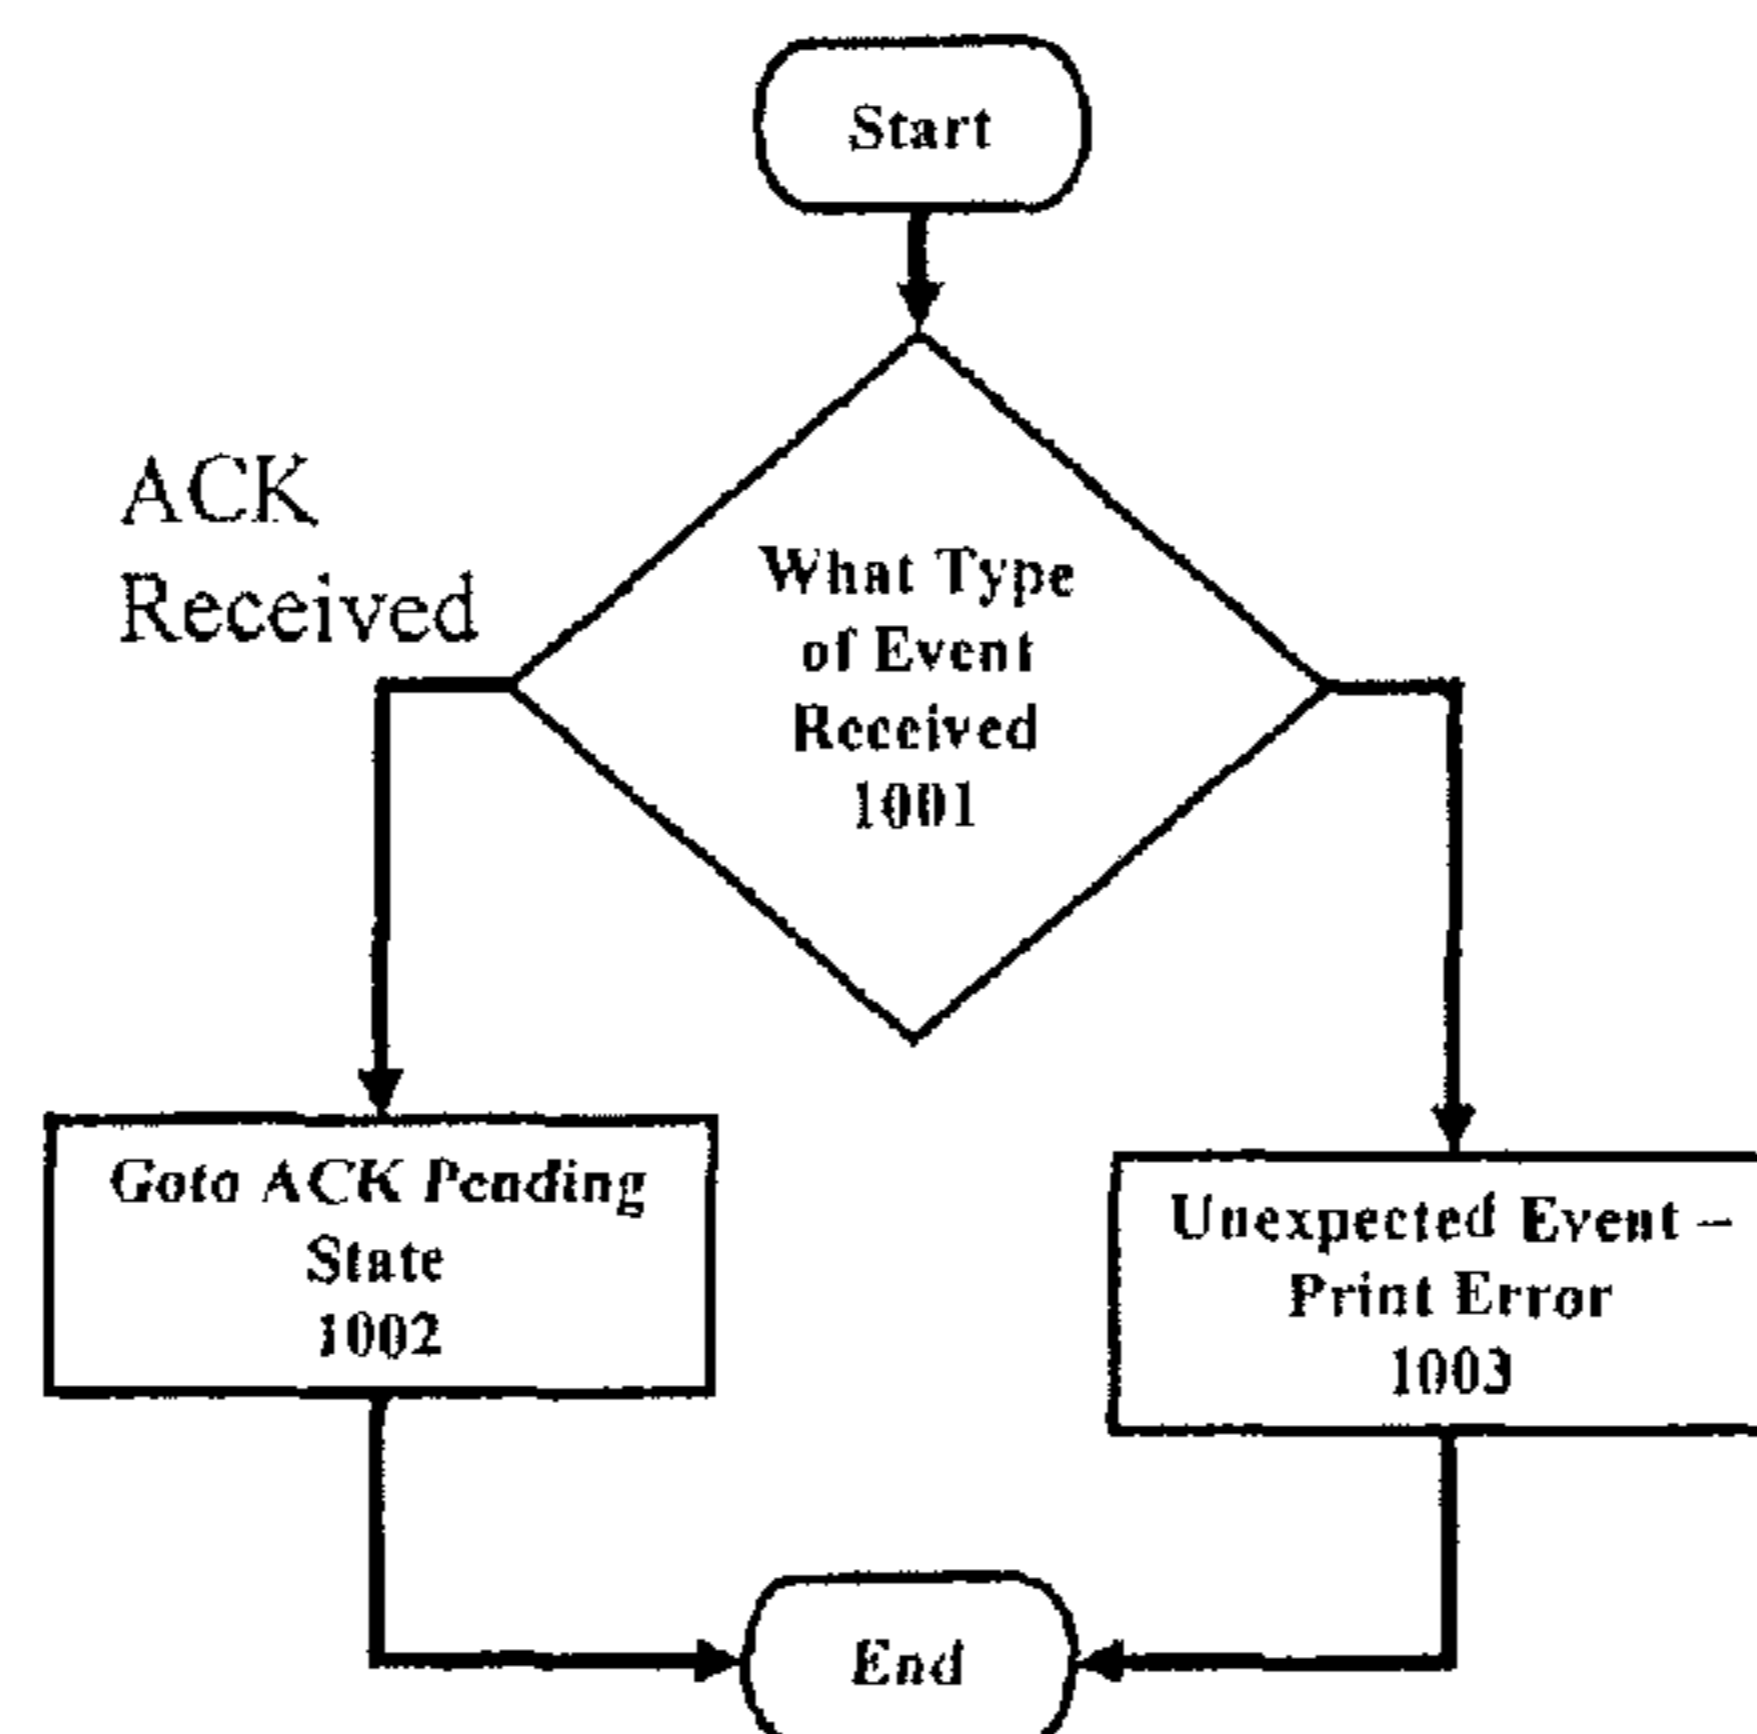 Start
ACK
Received
What Type
of Event
Received
1001
Goto ACK Pending
State
1002
Unexpected Event –
Print Error
1003
End